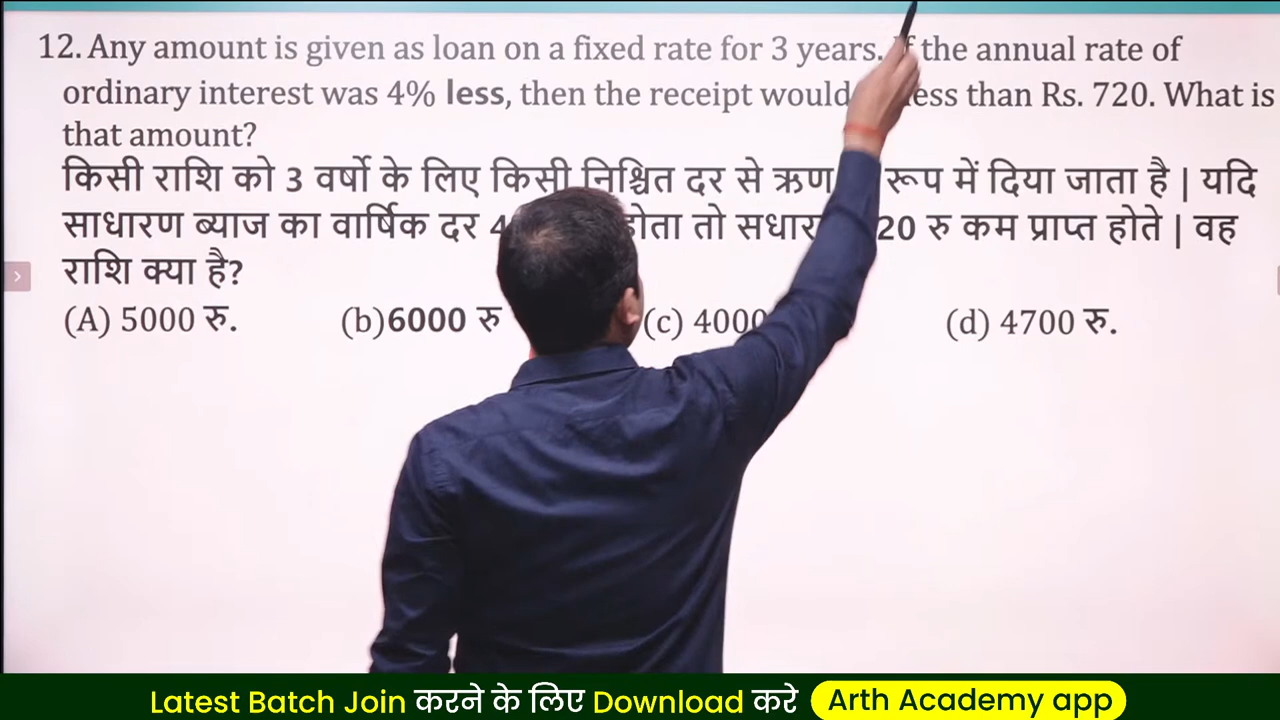 12. Any amount is given as loan on a fixed rate for 3 years. If the annual rate of
ordinary interest was 4% less, then the receipt would less than Rs. 720. What is
that amount?
किसी राशि को 3 वर्षो के लिए किसी निश्चित दर से ऋण रूप में दिया जाता है | यदि
साधारण ब्याज का वार्षिक दर 4 होता तो 20 रु कम प्राप्त होते | वह
राशि क्या है?
(A) 5000 रु. (b)6000 रु (c) 4000 (d) 4700 रु.
Latest Batch Join करने के लिए Download करे Arth Academy app